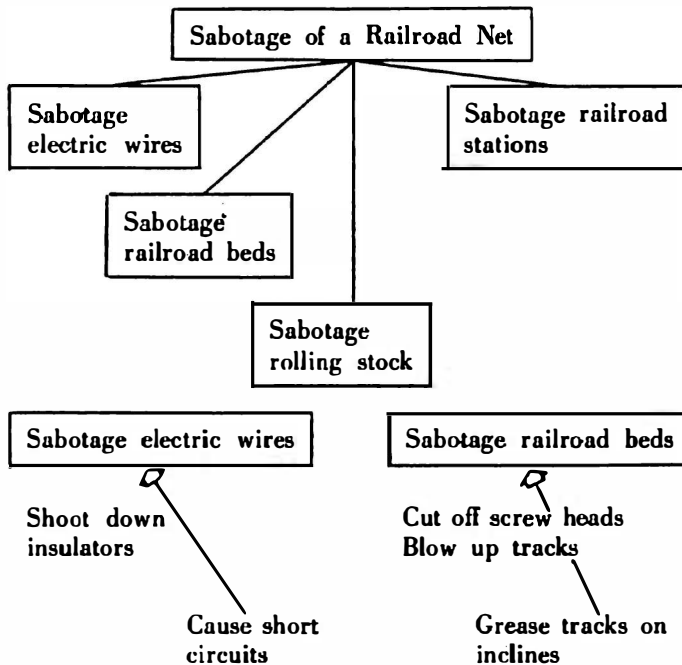 Sabotage of a Railroad Net
Sabotage
electric wires
Sabotage railroad
stations
Sabotage
railroad beds
Sabotage
rolling stock
Sabotage electric wires
Sabotage railroad beds
Shoot down
insulators
Cut off screw heads
Blow up tracks
Cause short
circuits
Grease tracks on
inclines